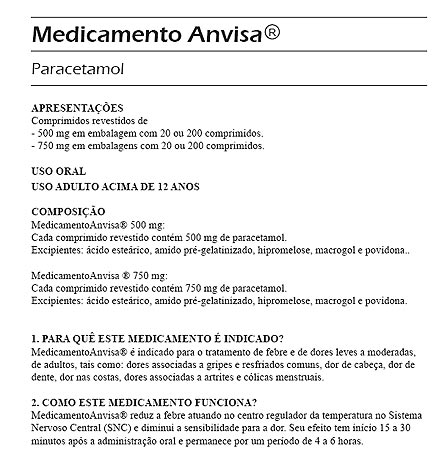 Medicamento Anvisa®
Paracetamol
APRESENTAÇÕES
Comprimidos revestidos de
- 500 mg em embalagem com 20 ou 200 comprimidos.
- 750 mg em embalagens com 20 ou 200 comprimidos.
USO ORAL
USO ADULTO ACIMA DE 12 ANOS
COMPOSIÇÃO
MedicamentoAnvisa® 500 mg:
Cada comprimido revestido contém 500 mg de paracetamol.
Excipientes: ácido esteárico, amido pré-gelatinizado, hipromelose, macrogol e povidona..
MedicamentoAnvisa ® 750 mg:
Cada comprimido revestido contém 750 mg de paracetamol.
Excipientes: ácido esteárico, amido pré-gelatinizado, hipromelose, macrogol e povidona.
1. PARA QUÊ ESTE MEDICAMENTO É INDICADO?
MedicamentoAnvisa® é indicado para o tratamento de febre e de dores leves a moderadas,
de adultos, tais como: dores associadas a gripes e resfriados comuns, dor de cabeça, dor de
dente, dor nas costas, dores associadas a artrites e cólicas menstruais.
2. COMO ESTE MEDICAMENTO FUNCIONA?
MedicamentoAnvisa® reduz a febre atuando no centro regulador da temperatura no Sistema
Nervoso Central (SNC) e diminui a sensibilidade para a dor. Seu efeito tem início 15 a 30
minutos após a administração oral e permanece por um período de 4 a 6 horas.